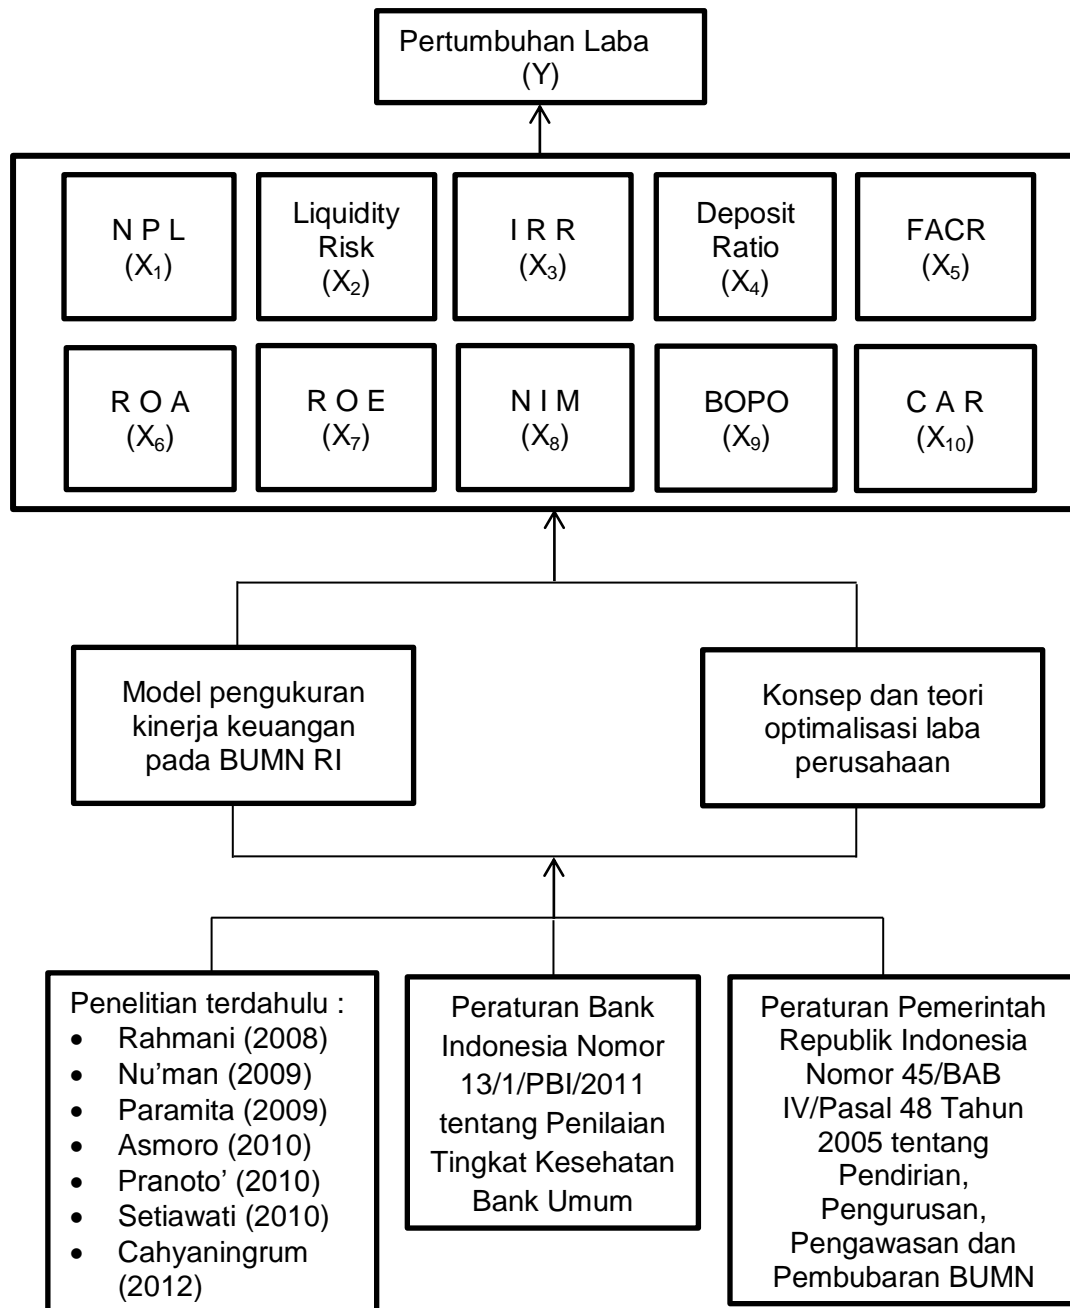 Pertumbuhan Laba
(Y)
N P L
(X₁)
Liquidity
Risk
(X₂)
I R R
(X₃)
Deposit
Ratio
(X₄)
FACR
(X₅)
R O A
(X₆)
R O E
(X₇)
N I M
(X₈)
BOPO
(X₉)
C A R
(X₁₀)
Model pengukuran
kinerja keuangan
pada BUMN RI
Konsep dan teori
optimalisasi laba
perusahaan
Penelitian terdahulu :
• Rahmani (2008)
• Nu’man (2009)
• Paramita (2009)
• Asmoro (2010)
• Pranoto’ (2010)
• Setiawati (2010)
• Cahyaningrum
(2012)
Peraturan Bank
Indonesia Nomor
13/1/PBI/2011
tentang Penilaian
Tingkat Kesehatan
Bank Umum
Peraturan Pemerintah
Republik Indonesia
Nomor 45/BAB
IV/Pasal 48 Tahun
2005 tentang
Pendirian,
Pengurusan,
Pengawasan dan
Pembubaran BUMN